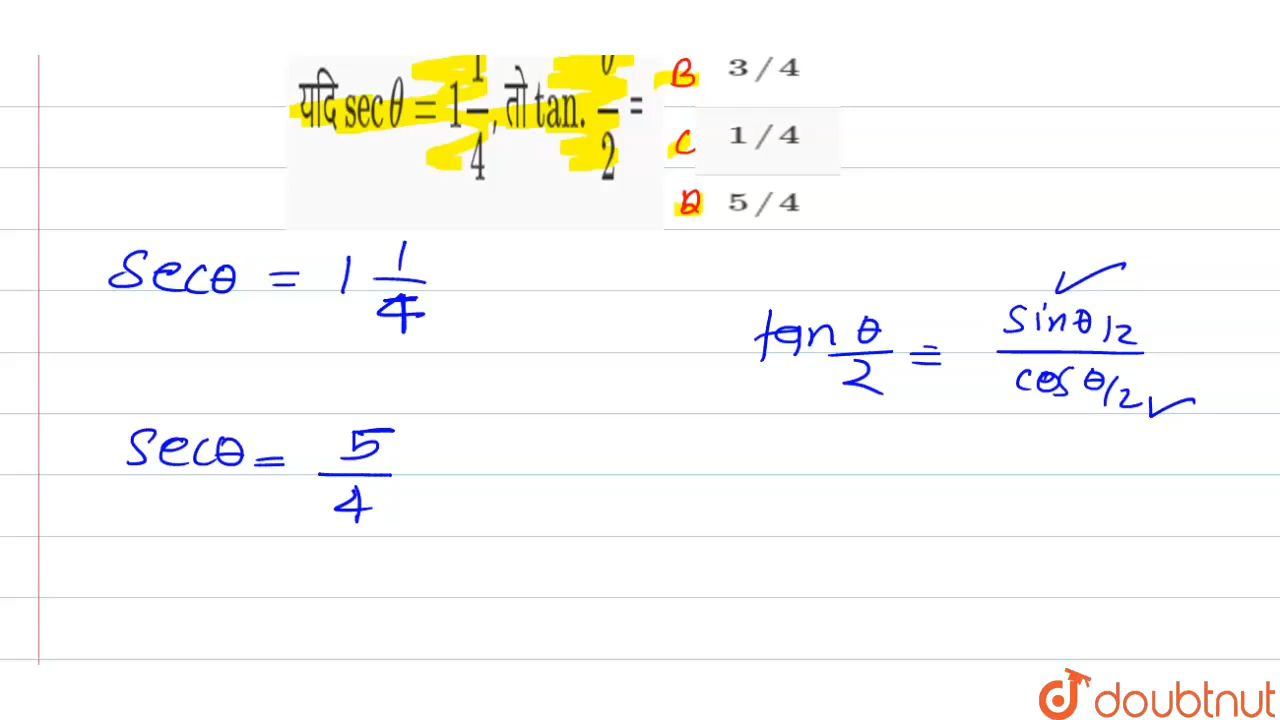 यदि sec θ = 1 1/4, तो tan. θ/2 =
B 3 / 4
C 1 / 4
D 5 / 4
secθ = 1 1/4
tan θ/2 = sinθ/2 / cosθ/2
secθ = 5/4
doubtnut